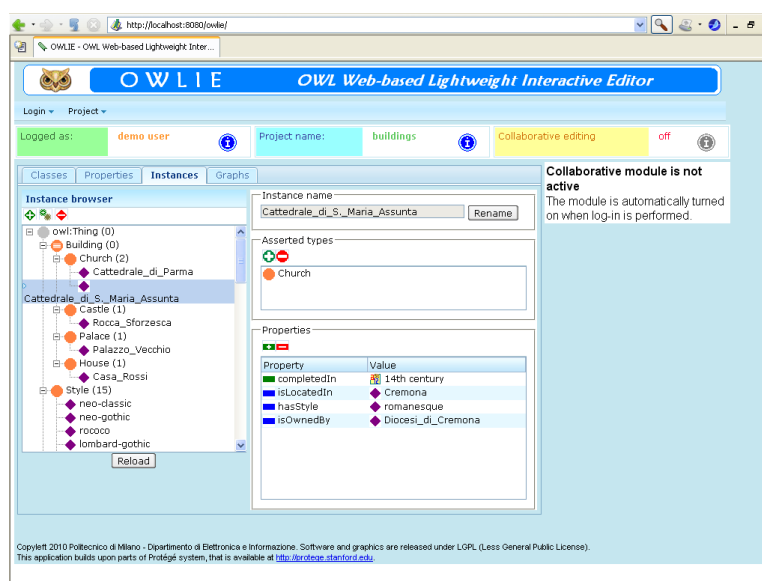 http://localhost:8080/owlie/
OWLIE - OWL Web-based Lightweight Inter...
OWLIE OWL Web-based Lightweight Interactive Editor
Login Project
Logged as: demo user Project name: buildings Collaborative editing off
Classes Properties Instances Graphs
Instance browser
owl:Thing (0)
Building (0)
Church (2)
Cattedrale_di_Parma
Cattedrale_di_S._Maria_Assunta
Castle (1)
Rocca_Sforzesca
Palace (1)
Palazzo_Vecchio
House (1)
Casa_Rossi
Style (15)
neo-classic
neo-gothic
rococo
lombard-gothic
Reload
Instance name
Cattedrale_di_S._Maria_Assunta Rename
Asserted types
Church
Properties
Property Value
completedIn 14th century
isLocatedIn Cremona
hasStyle romanesque
isOwnedBy Diocesi_di_Cremona
Collaborative module is not
active
The module is automatically turned
on when log-in is performed.
Copyleft 2010 Politecnico di Milano - Dipartimento di Elettronica e Informazione. Software and graphics are released under LGPL (Less General Public License).
This application builds upon parts of Protégé system, that is available at http://protege.stanford.edu.